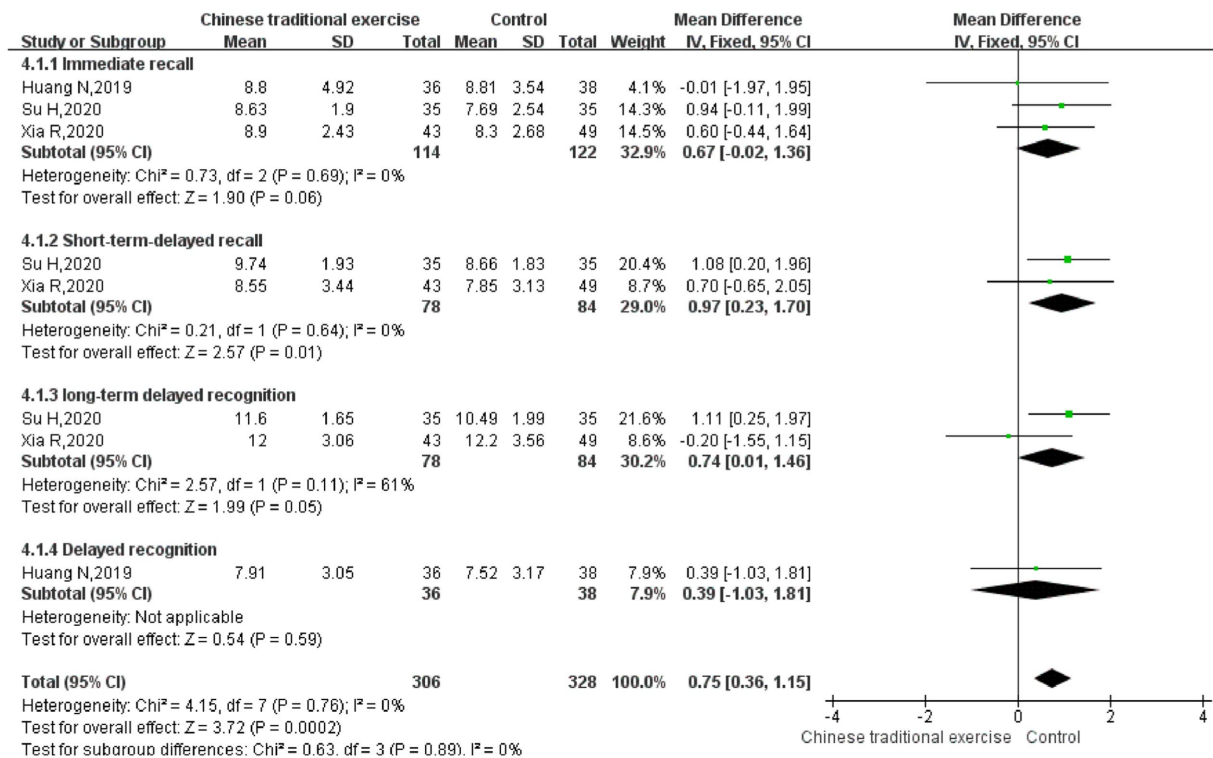 Chinese traditional exercise Control Mean Difference Mean Difference
Study or Subgroup Mean SD Total Mean SD Total Weight IV, Fixed, 95% CI IV, Fixed, 95% CI
4.1.1 Immediate recall
Huang N,2019 8.8 4.92 36 8.81 3.54 38 4.1% -0.01 [-1.97, 1.95]
Su H,2020 8.63 1.9 35 7.69 2.54 35 14.3% 0.94 [-0.11, 1.99]
Xia R,2020 8.9 2.43 43 8.3 2.68 49 14.5% 0.60 [-0.44, 1.64]
Subtotal (95% CI) 114 122 32.9% 0.67 [-0.02, 1.36]
Heterogeneity: Chi² = 0.73, df = 2 (P = 0.69); I² = 0%
Test for overall effect: Z = 1.90 (P = 0.06)
4.1.2 Short-term-delayed recall
Su H,2020 9.74 1.93 35 8.66 1.83 35 20.4% 1.08 [0.20, 1.96]
Xia R,2020 8.55 3.44 43 7.85 3.13 49 8.7% 0.70 [-0.65, 2.05]
Subtotal (95% CI) 78 84 29.0% 0.97 [0.23, 1.70]
Heterogeneity: Chi² = 0.21, df = 1 (P = 0.64); I² = 0%
Test for overall effect: Z = 2.57 (P = 0.01)
4.1.3 long-term delayed recognition
Su H,2020 11.6 1.65 35 10.49 1.99 35 21.6% 1.11 [0.25, 1.97]
Xia R,2020 12 3.06 43 12.2 3.56 49 8.6% -0.20 [-1.55, 1.15]
Subtotal (95% CI) 78 84 30.2% 0.74 [0.01, 1.46]
Heterogeneity: Chi² = 2.57, df = 1 (P = 0.11); I² = 61%
Test for overall effect: Z = 1.99 (P = 0.05)
4.1.4 Delayed recognition
Huang N,2019 7.91 3.05 36 7.52 3.17 38 7.9% 0.39 [-1.03, 1.81]
Subtotal (95% CI) 36 38 7.9% 0.39 [-1.03, 1.81]
Heterogeneity: Not applicable
Test for overall effect: Z = 0.54 (P = 0.59)
Total (95% CI) 306 328 100.0% 0.75 [0.36, 1.15]
Heterogeneity: Chi² = 4.15, df = 7 (P = 0.76); I² = 0%
Test for overall effect: Z = 3.72 (P = 0.0002)
Test for subgroup differences: Chi² = 0.63, df = 3 (P = 0.89), I² = 0%
-4 -2 0 2 4
Chinese traditional exercise Control